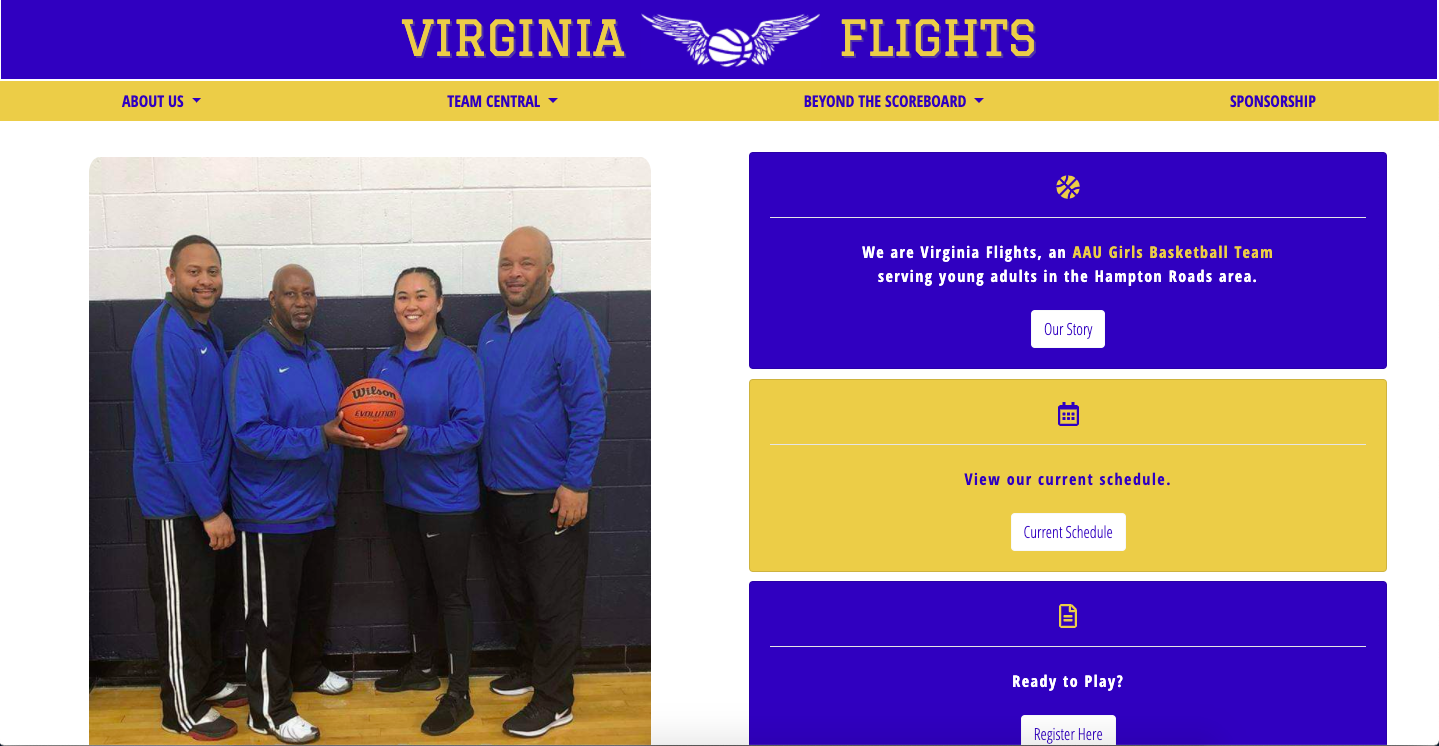 VIRGINIA FLIGHTS
ABOUT US
TEAM CENTRAL
BEYOND THE SCOREBOARD
SPONSORSHIP
Wilson
EVOLUTION
We are Virginia Flights, an AAU Girls Basketball Team
serving young adults in the Hampton Roads area.
Our Story
View our current schedule.
Current Schedule
Ready to Play?
Register Here